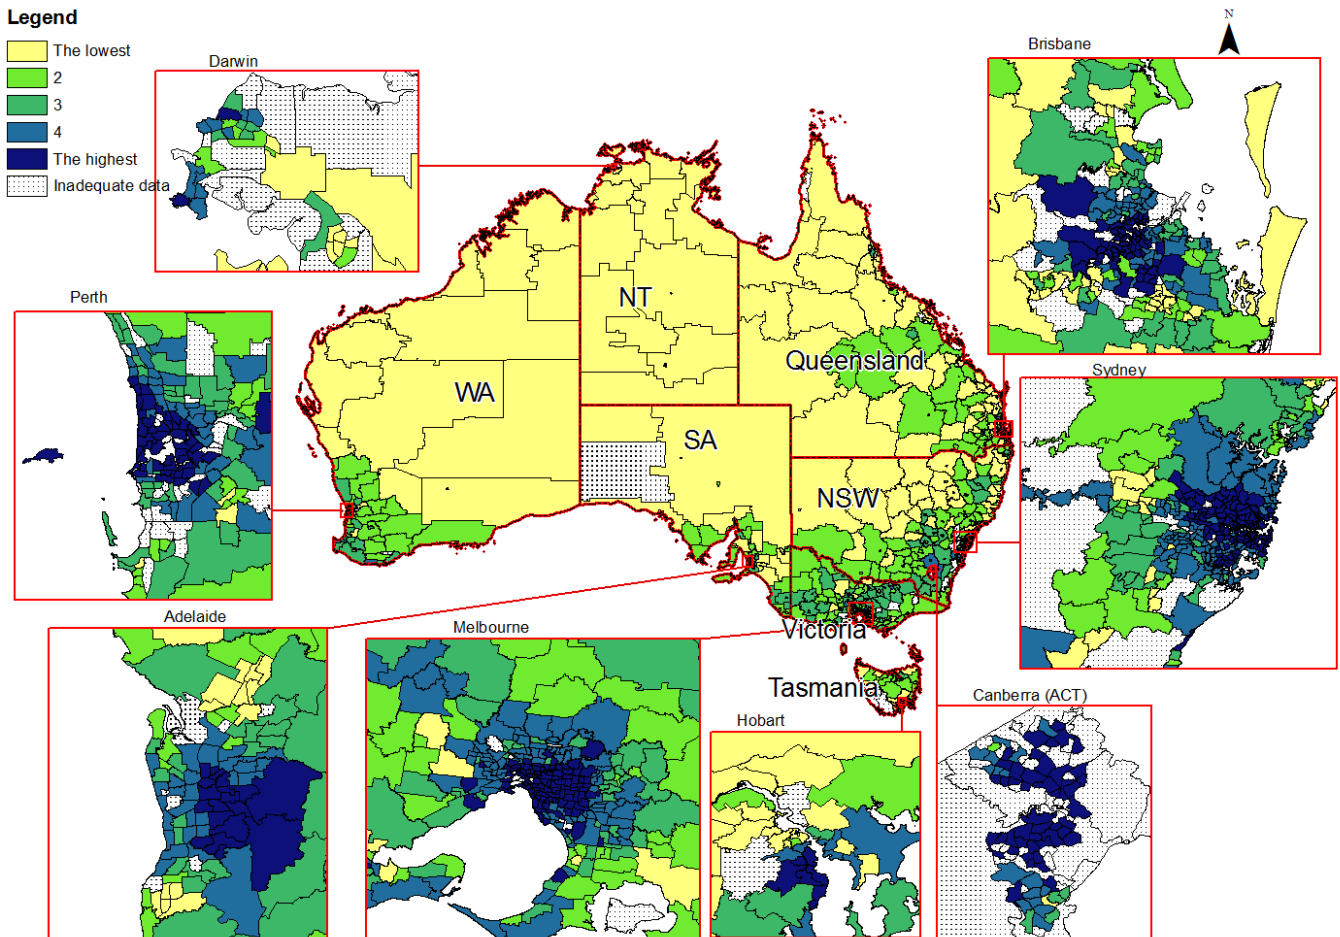 Legend
The lowest
2
3
4
The highest
Inadequate data
Darwin
N
Brisbane
Perth
NT
Queensland
WA
SA
NSW
Sydney
Adelaide
Melbourne
Victoria
Tasmania
Hobart
Canberra (ACT)